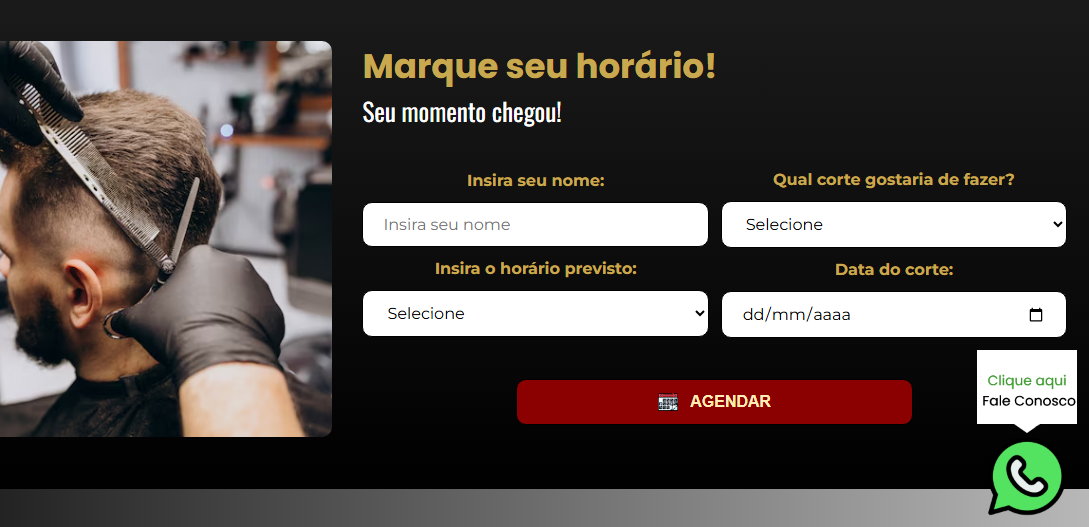 Marque seu horário!
Seu momento chegou!
Insira seu nome:
Qual corte gostaria de fazer?
Insira seu nome
Selecione
Insira o horário previsto:
Data do corte:
Selecione
dd/mm/aaaa
AGENDAR
Clique aqui
Fale Conosco